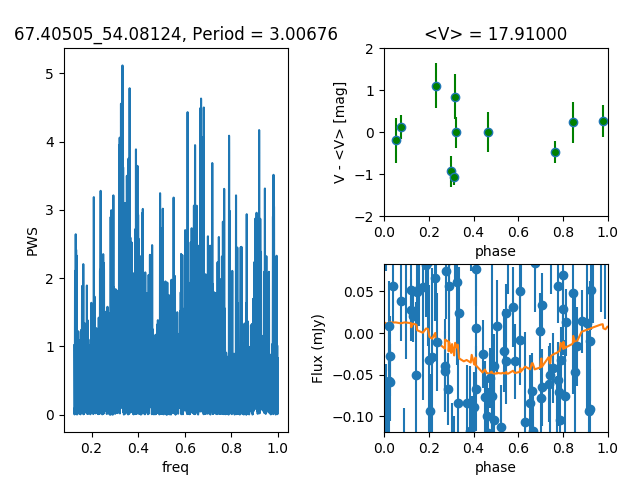 67.40505_54.08124, Period = 3.00676
<V> = 17.91000
PWS
5
4
3
2
1
0
0.2 0.4 0.6 0.8 1.0
freq
V - <V> [mag]
2
1
0
−1
−2
0.0 0.2 0.4 0.6 0.8 1.0
phase
Flux (mJy)
0.05
0.00
−0.05
−0.10
0.0 0.2 0.4 0.6 0.8 1.0
phase